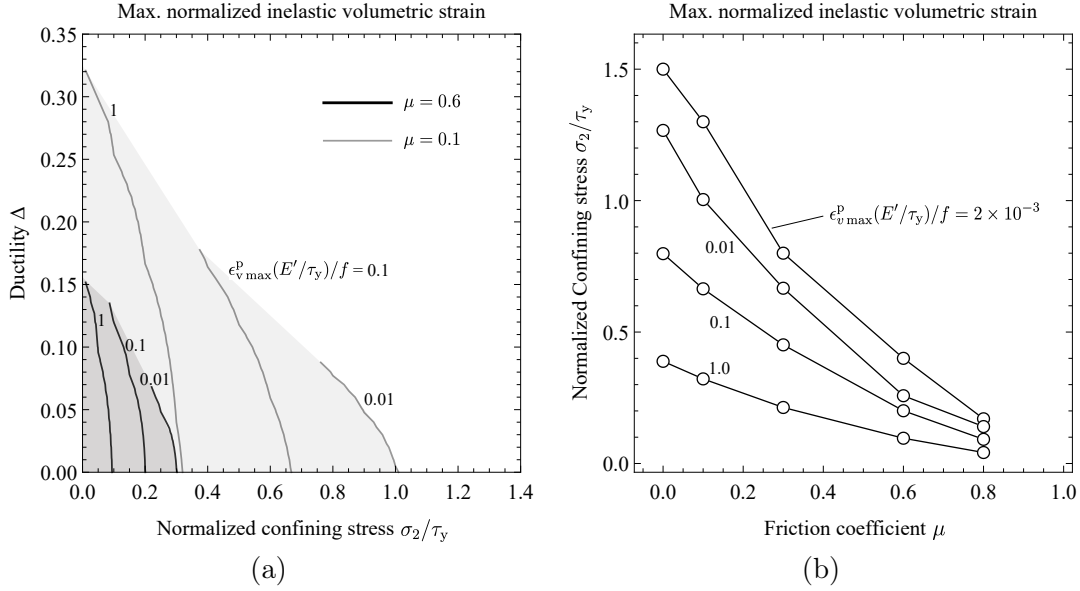 Max. normalized inelastic volumetric strain
0.35
0.30
0.25
0.20
0.15
0.10
0.05
0.00
Ductility Δ
1
μ = 0.6
μ = 0.1
ϵᵖᵥ ₘₐₓ(E′/τ_y)/f = 0.1
1
0.1
0.01
0.01
0.0 0.2 0.4 0.6 0.8 1.0 1.2 1.4
Normalized confining stress σ₂/τ_y
(a)
Max. normalized inelastic volumetric strain
1.5
1.0
0.5
0.0
Normalized Confining stress σ₂/τ_y
ϵᵖᵥ ₘₐₓ(E′/τ_y)/f = 2 × 10⁻³
0.01
0.1
1.0
0.0 0.2 0.4 0.6 0.8 1.0
Friction coefficient μ
(b)